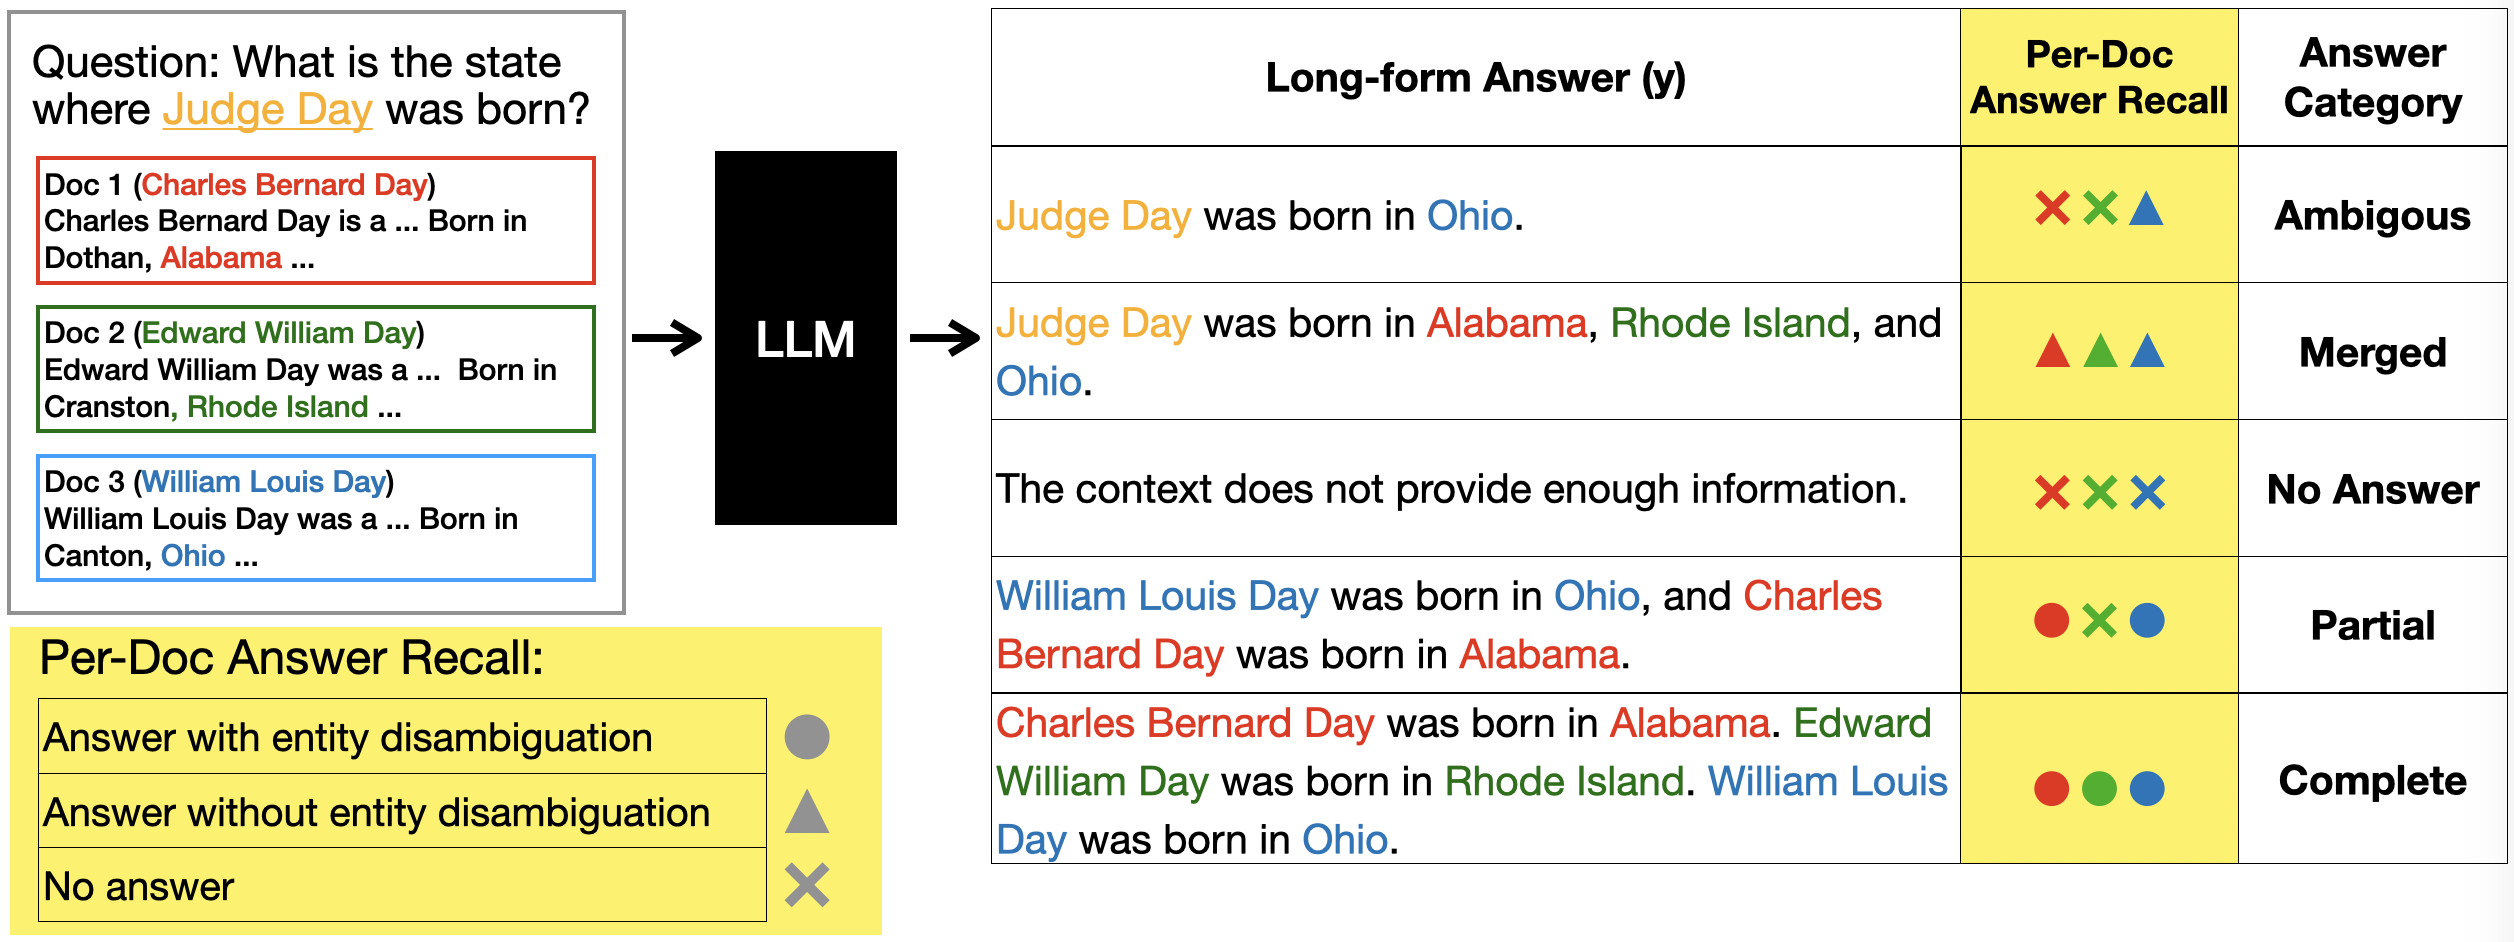 Question: What is the state
where Judge Day was born?
Doc 1 (Charles Bernard Day)
Charles Bernard Day is a ... Born in
Dothan, Alabama ...
Doc 2 (Edward William Day)
Edward William Day was a ... Born in
Cranston, Rhode Island ...
Doc 3 (William Louis Day)
William Louis Day was a ... Born in
Canton, Ohio ...
Per-Doc Answer Recall:
Answer with entity disambiguation
Answer without entity disambiguation
No answer
LLM
Long-form Answer (y)
Per-Doc
Answer Recall
Answer
Category
Judge Day was born in Ohio.
Ambigous
Judge Day was born in Alabama, Rhode Island, and
Ohio.
Merged
The context does not provide enough information.
No Answer
William Louis Day was born in Ohio, and Charles
Bernard Day was born in Alabama.
Partial
Charles Bernard Day was born in Alabama. Edward
William Day was born in Rhode Island. William Louis
Day was born in Ohio.
Complete